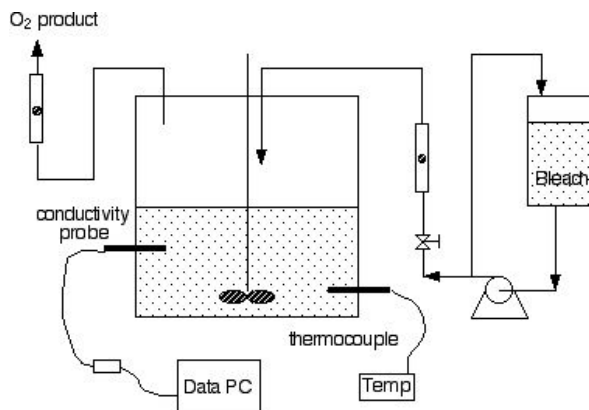 O₂ product
Bleach
conductivity
probe
thermocouple
Data PC
Temp